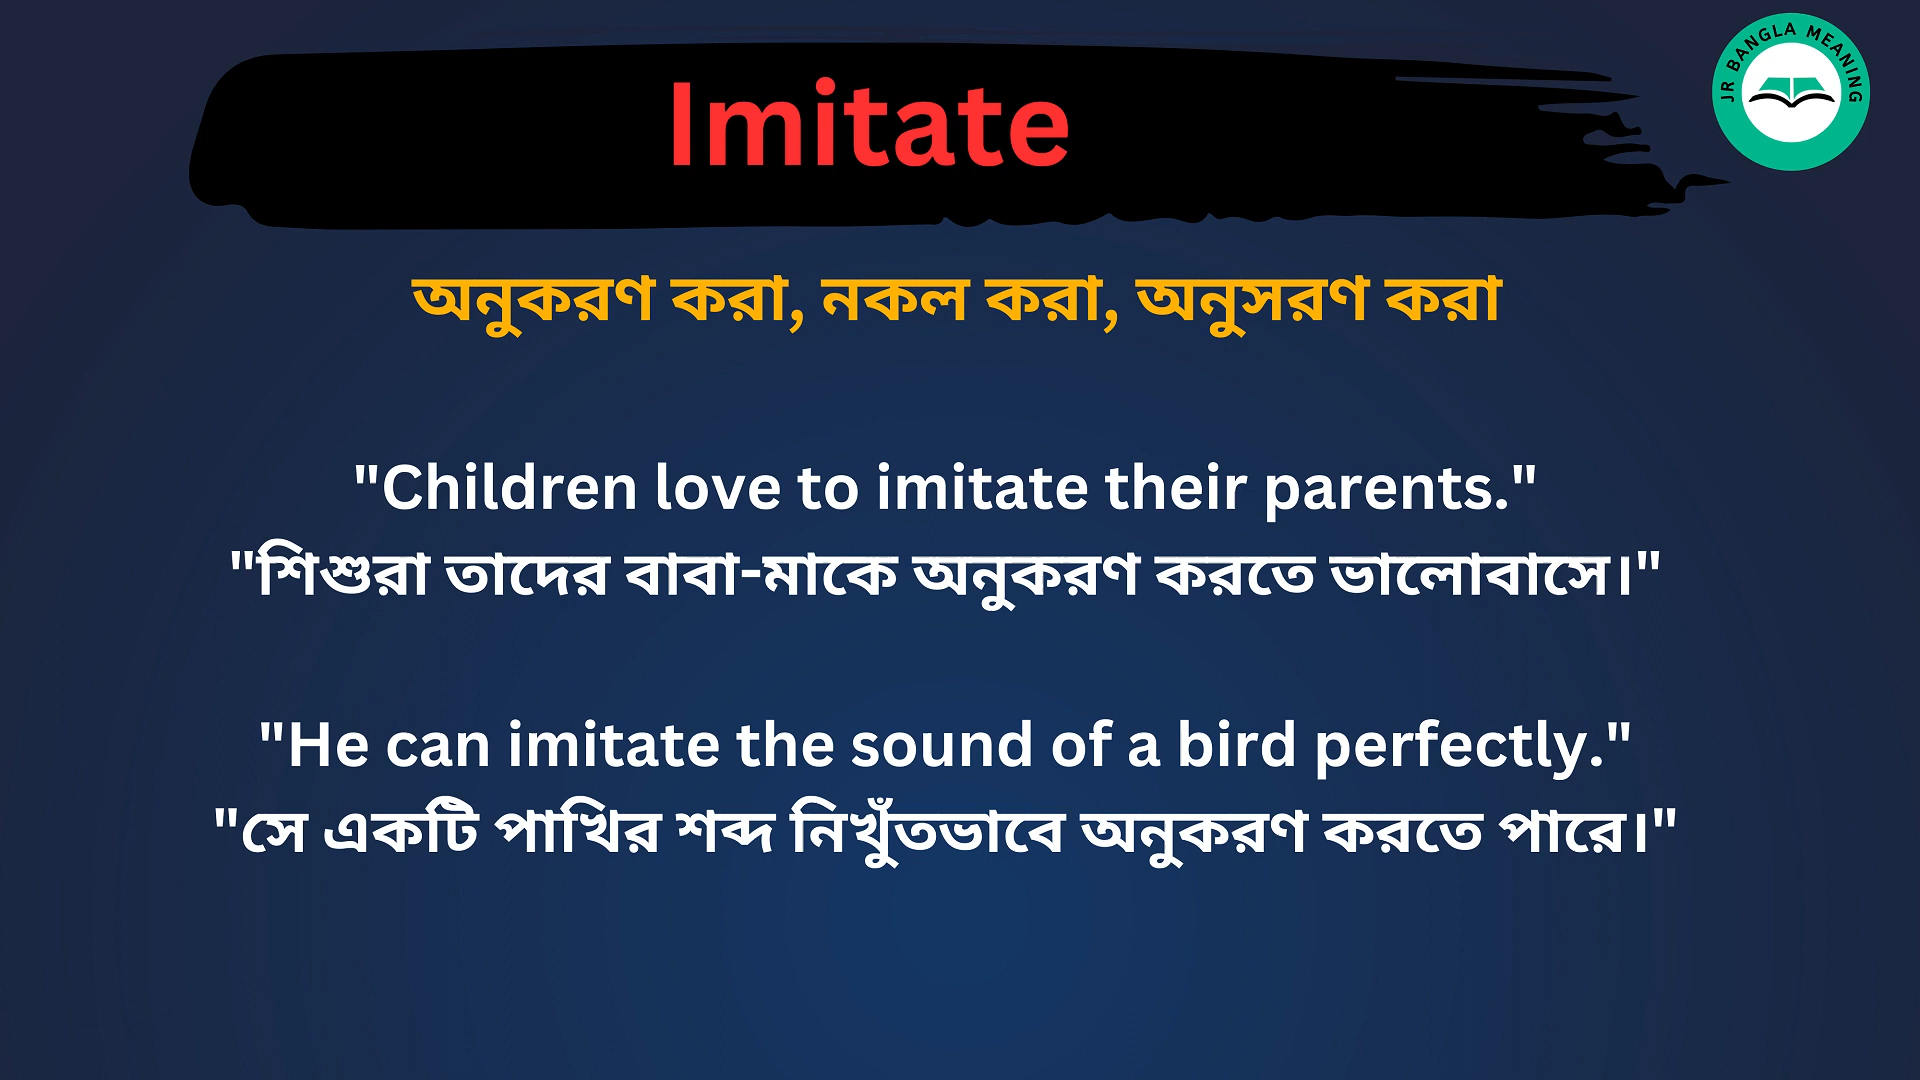 JR BANGLA MEANING
Imitate
অনুকরণ করা, নকল করা, অনুসরণ করা
"Children love to imitate their parents."
"শিশুরা তাদের বাবা-মাকে অনুকরণ করতে ভালোবাসে।"
"He can imitate the sound of a bird perfectly."
"সে একটি পাখির শব্দ নিখুঁতভাবে অনুকরণ করতে পারে।"